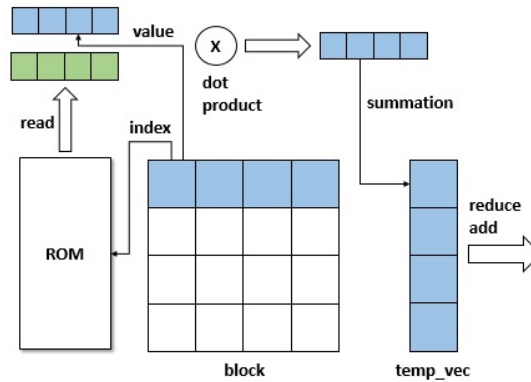 value
X
dot
product
summation
read
index
ROM
reduce
add
block
temp_vec